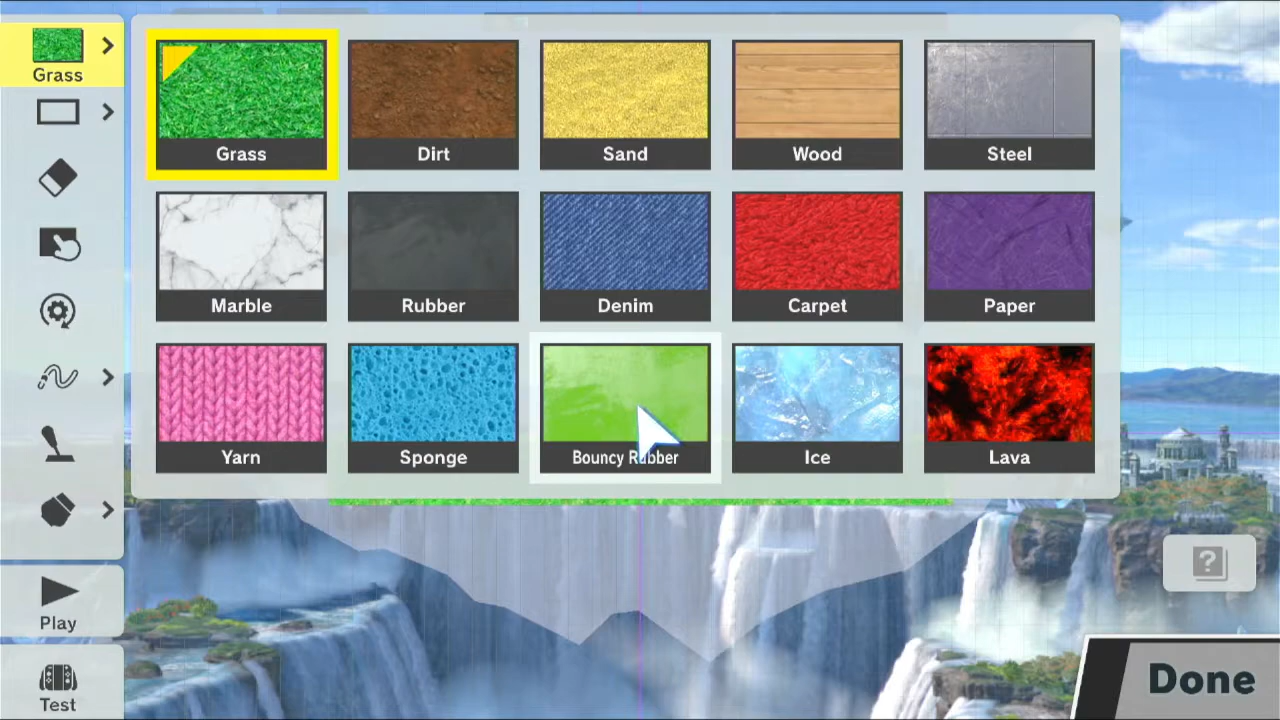 Grass
Grass
Dirt
Sand
Wood
Steel
Marble
Rubber
Denim
Carpet
Paper
Yarn
Sponge
Bouncy Rubber
Ice
Lava
?
Play
Test
Done